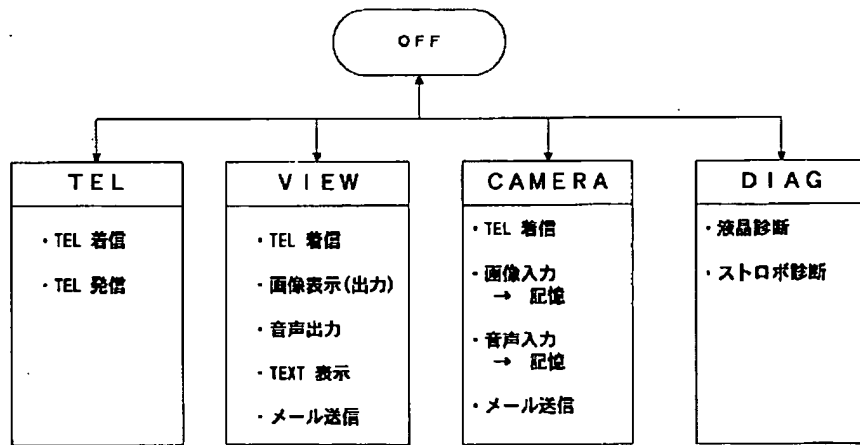 OFF
TEL
・TEL 着信
・TEL 発信
VIEW
・TEL 着信
・画像表示(出力)
・音声出力
・TEXT 表示
・メール送信
CAMERA
・TEL 着信
・画像入力
→ 記憶
・音声入力
→ 記憶
・メール送信
DIAG
・液晶診断
・ストロボ診断